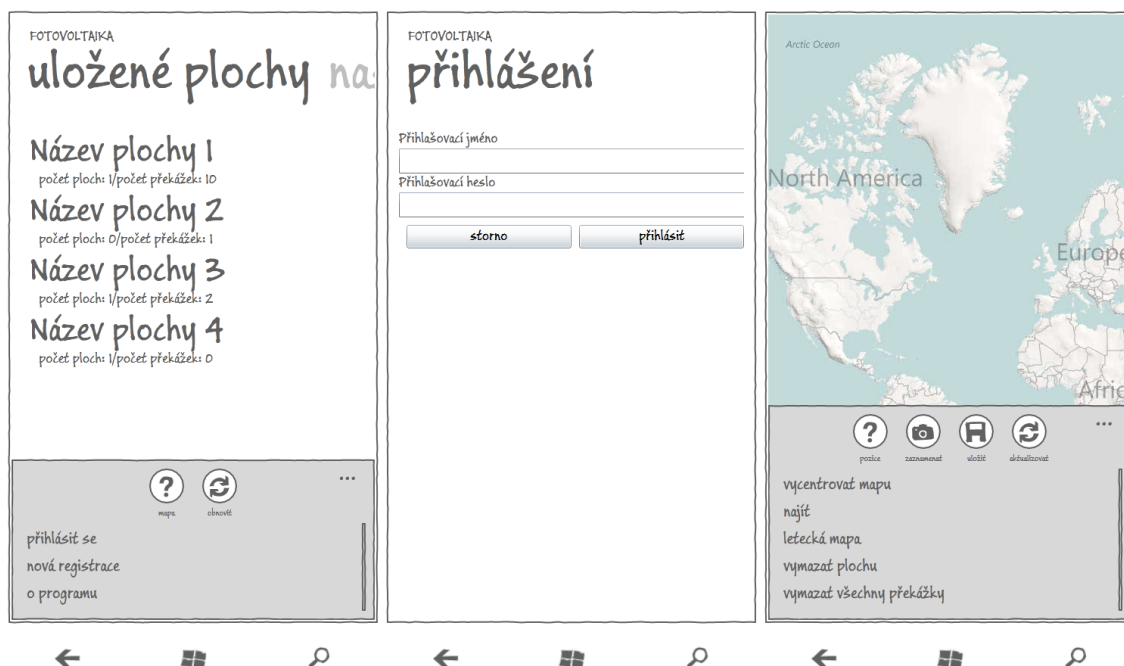 FOTOVOLTAIKA
uložené plochy na
Název plochy 1
počet ploch: 1/počet překážek: 10
Název plochy 2
počet ploch: 0/počet překážek: 1
Název plochy 3
počet ploch: 1/počet překážek: 2
Název plochy 4
počet ploch: 1/počet překážek: 0
...
mapa obnovit
přihlásit se
nová registrace
o programu
FOTOVOLTAIKA
přihlášení
Přihlašovací jméno
Přihlašovací heslo
storno přihlásit
Arctic Ocean
North America
Europe
Afric
...
pozice zaznamenat uložit aktualizovat
vycentrovat mapu
najít
letecká mapa
vymazat plochu
vymazat všechny překážky